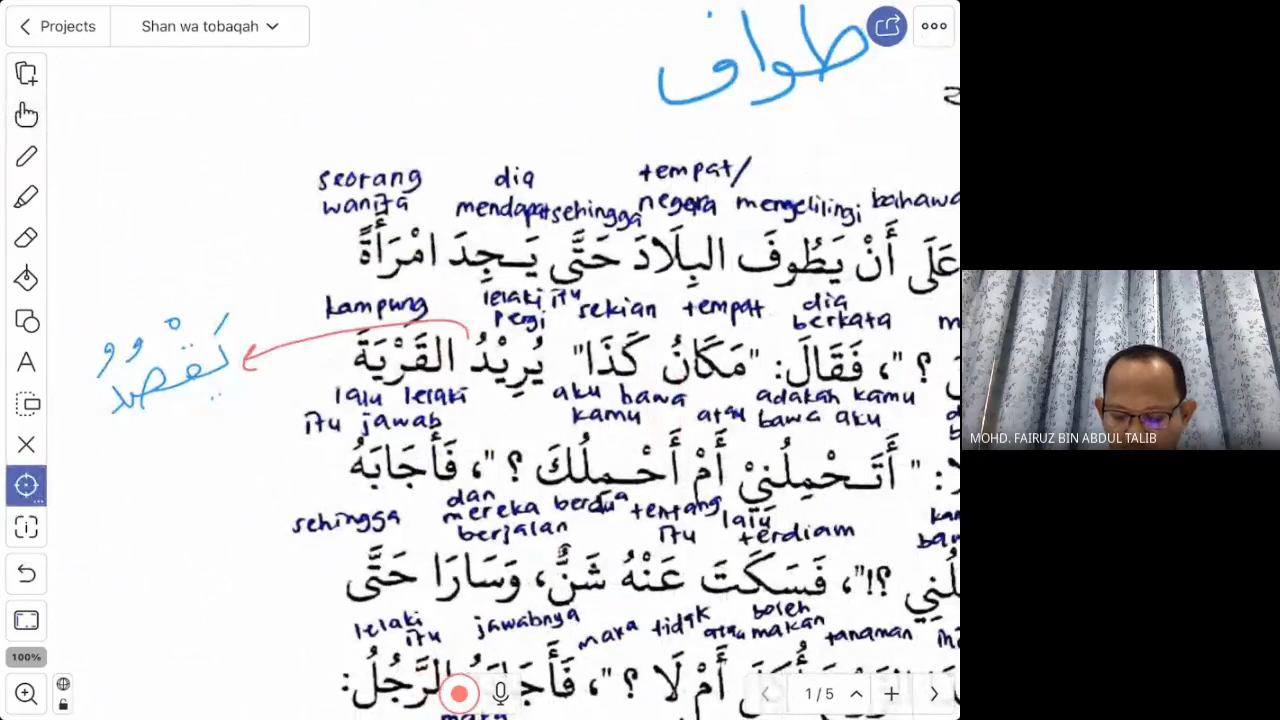 Projects Shan wa tobaqah
طواف
seorang dia tempat/
wanita mendapat sehingga negara mengelilingi bahawa
عَلَى أَنْ يَطُوفَ البِلَادَ حَتَّى يَـجِدَ امْرَأَةً
kampung lelaki itu sekian tempat dia
pergi berkata
؟ "، فَقَالَ: "مَكَانُ كَذَا" يُرِيْدُ القَرْيَةَ
يَقْصِدُ
lalu lelaki aku bawa adakah kamu
itu jawab kamu atau bawa aku
: " أَتَـحْمِلُنِيْ أَمْ أَحْـمِلُكَ ؟ "، فَأَجَابَهُ
sehingga dan mereka berdua tentang lalu
berjalan itu terdiam
؟!"، فَسَكَتَ عَنْهُ شَنٌّ، وَسَارَا حَتَّى
lelaki jawabnya maka tidak atau boleh
itu makan tanaman
أَمْ لَا ؟ "، الرَّجُلُ:
MOHD. FAIRUZ BIN ABDUL TALIB
100%
1 / 5